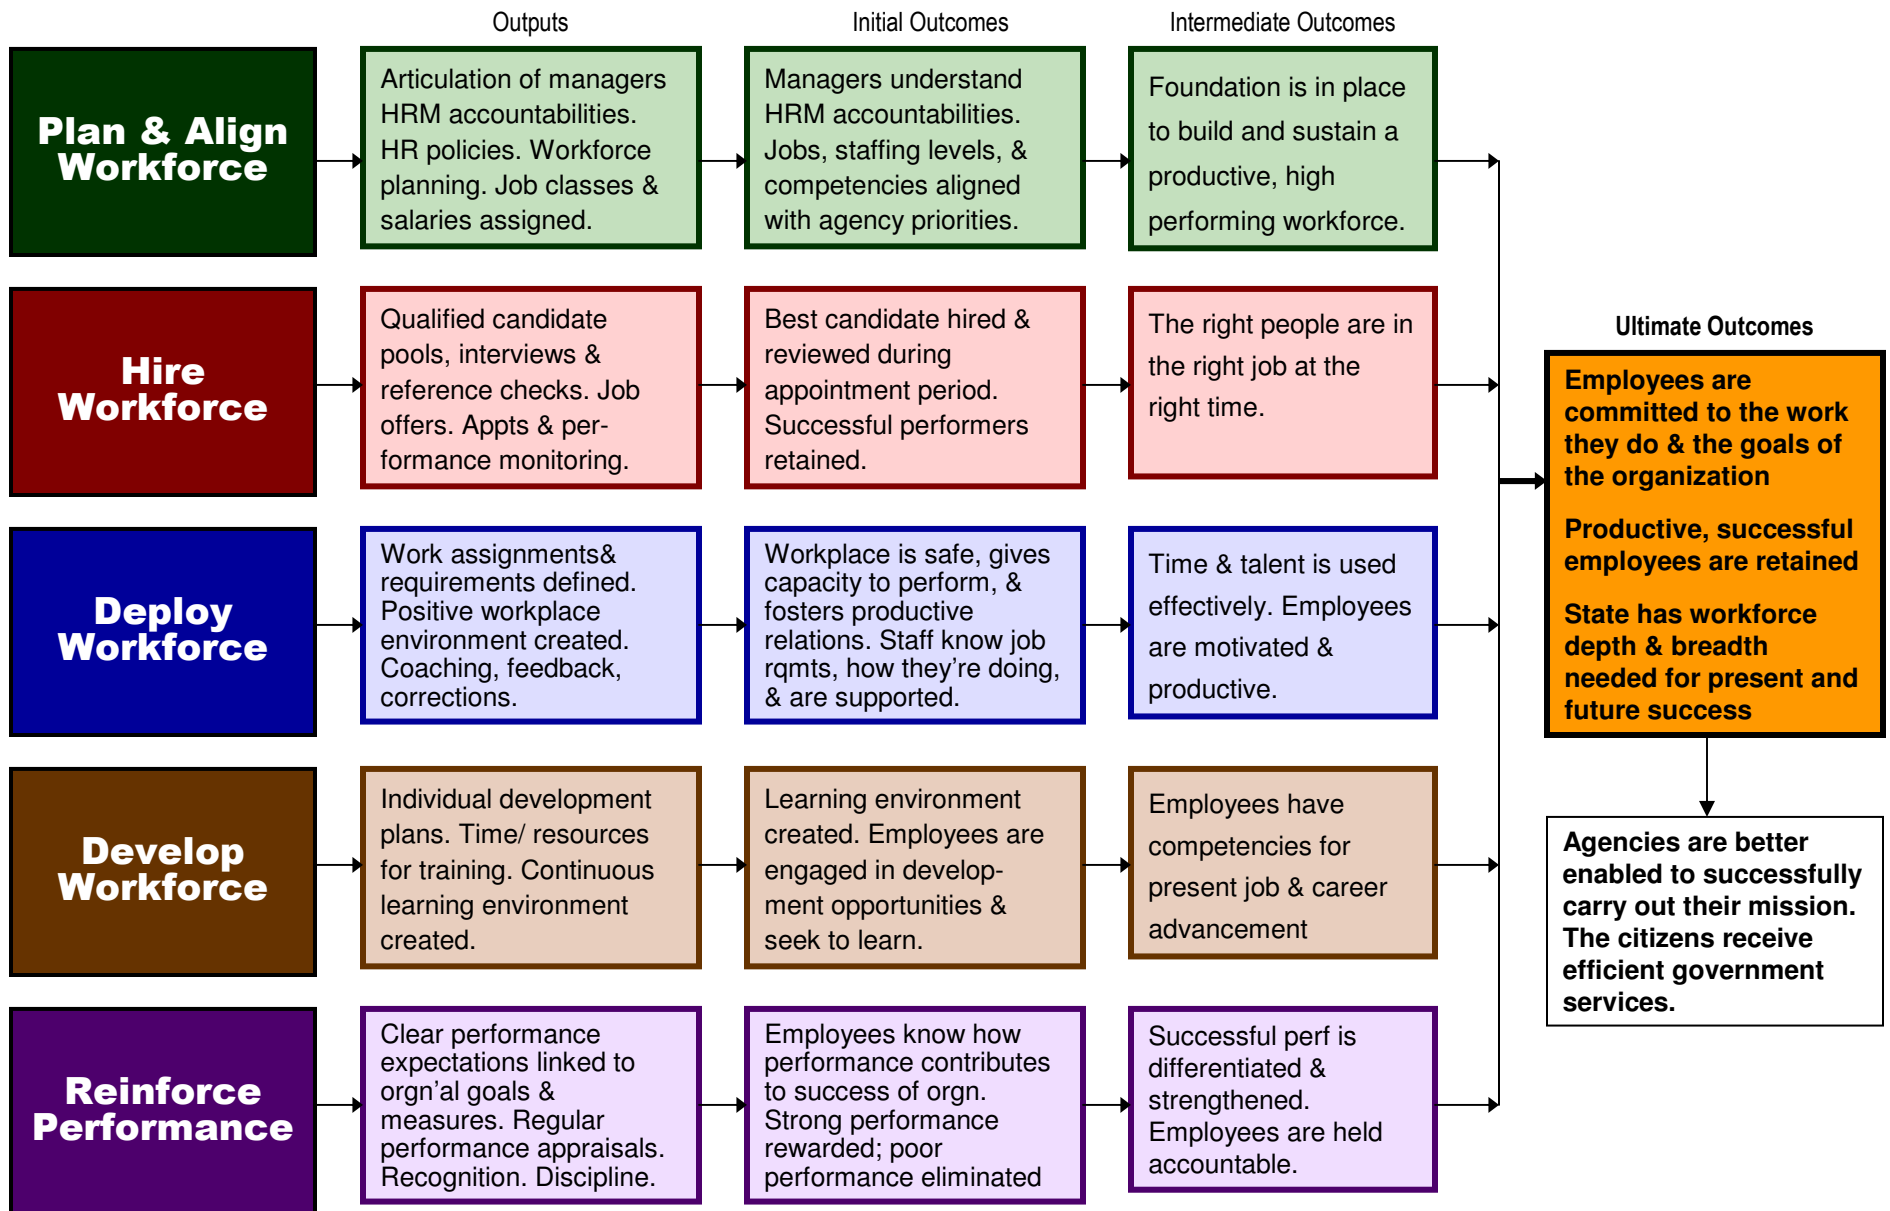 Outputs
Initial Outcomes
Intermediate Outcomes
Plan & Align
Workforce
Articulation of managers
HRM accountabilities.
HR policies. Workforce
planning. Job classes &
salaries assigned.
Managers understand
HRM accountabilities.
Jobs, staffing levels, &
competencies aligned
with agency priorities.
Foundation is in place
to build and sustain a
productive, high
performing workforce.
Hire
Workforce
Qualified candidate
pools, interviews &
reference checks. Job
offers. Appts & per-
formance monitoring.
Best candidate hired &
reviewed during
appointment period.
Successful performers
retained.
The right people are in
the right job at the
right time.
Deploy
Workforce
Work assignments&
requirements defined.
Positive workplace
environment created.
Coaching, feedback,
corrections.
Workplace is safe, gives
capacity to perform, &
fosters productive
relations. Staff know job
rqmts, how they’re doing,
& are supported.
Time & talent is used
effectively. Employees
are motivated &
productive.
Develop
Workforce
Individual development
plans. Time/ resources
for training. Continuous
learning environment
created.
Learning environment
created. Employees are
engaged in develop-
ment opportunities &
seek to learn.
Employees have
competencies for
present job & career
advancement
Reinforce
Performance
Clear performance
expectations linked to
orgn’al goals &
measures. Regular
performance appraisals.
Recognition. Discipline.
Employees know how
performance contributes
to success of orgn.
Strong performance
rewarded; poor
performance eliminated
Successful perf is
differentiated &
strengthened.
Employees are held
accountable.
Ultimate Outcomes
Employees are
committed to the work
they do & the goals of
the organization
Productive, successful
employees are retained
State has workforce
depth & breadth
needed for present and
future success
Agencies are better
enabled to successfully
carry out their mission.
The citizens receive
efficient government
services.